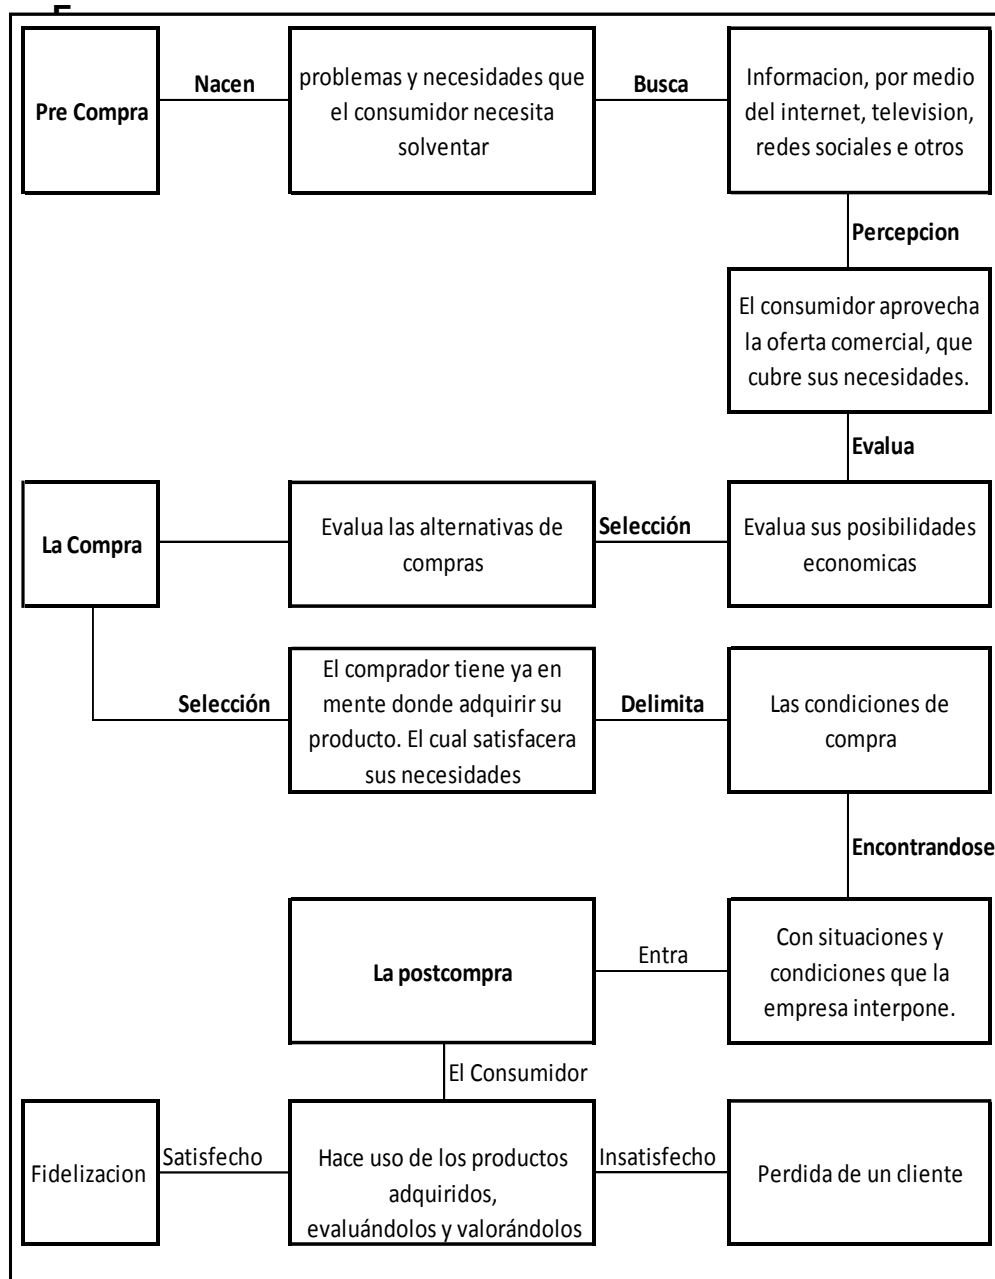 Pre Compra
Nacen
problemas y necesidades que
el consumidor necesita
solventar
Busca
Informacion, por medio
del internet, television,
redes sociales e otros
Percepcion
El consumidor aprovecha
la oferta comercial, que
cubre sus necesidades.
Evalua
Evalua sus posibilidades
economicas
Selección
Evalua las alternativas de
compras
La Compra
Selección
El comprador tiene ya en
mente donde adquirir su
producto. El cual satisfacera
sus necesidades
Delimita
Las condiciones de
compra
Encontrandose
Con situaciones y
condiciones que la
empresa interpone.
Entra
La postcompra
El Consumidor
Hace uso de los productos
adquiridos,
evaluándolos y valorándolos
Satisfecho
Fidelizacion
Insatisfecho
Perdida de un cliente